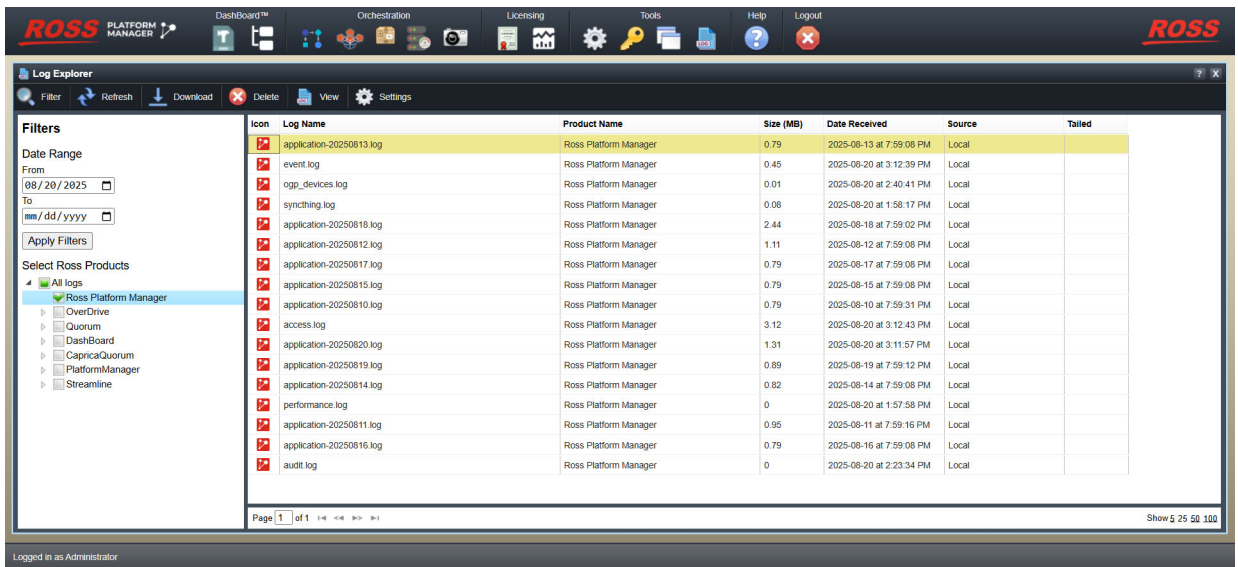 DashBoard™ Orchestration Licensing Tools Help Logout
ROSS PLATFORM MANAGER ROSS
Log Explorer ? X
Filter Refresh Download Delete View Settings
Filters
Date Range
From
08/20/2025
To
mm/dd/yyyy
Apply Filters
Select Ross Products
All logs
Ross Platform Manager
OverDrive
Quorum
DashBoard
CapricaQuorum
PlatformManager
Streamline
Icon Log Name Product Name Size (MB) Date Received Source Tailed
application-20250813.log Ross Platform Manager 0.79 2025-08-13 at 7:59:08 PM Local
event.log Ross Platform Manager 0.45 2025-08-20 at 3:12:39 PM Local
ogp_devices.log Ross Platform Manager 0.01 2025-08-20 at 2:40:41 PM Local
syncthing.log Ross Platform Manager 0.08 2025-08-20 at 1:58:17 PM Local
application-20250818.log Ross Platform Manager 2.44 2025-08-18 at 7:59:02 PM Local
application-20250812.log Ross Platform Manager 1.11 2025-08-12 at 7:59:08 PM Local
application-20250817.log Ross Platform Manager 0.79 2025-08-17 at 7:59:08 PM Local
application-20250815.log Ross Platform Manager 0.79 2025-08-15 at 7:59:08 PM Local
application-20250810.log Ross Platform Manager 0.79 2025-08-10 at 7:59:31 PM Local
access.log Ross Platform Manager 3.12 2025-08-20 at 3:12:43 PM Local
application-20250820.log Ross Platform Manager 1.31 2025-08-20 at 3:11:57 PM Local
application-20250819.log Ross Platform Manager 0.89 2025-08-19 at 7:59:12 PM Local
application-20250814.log Ross Platform Manager 0.82 2025-08-14 at 7:59:08 PM Local
performance.log Ross Platform Manager 0 2025-08-20 at 1:57:58 PM Local
application-20250811.log Ross Platform Manager 0.95 2025-08-11 at 7:59:16 PM Local
application-20250816.log Ross Platform Manager 0.79 2025-08-16 at 7:59:08 PM Local
audit.log Ross Platform Manager 0 2025-08-20 at 2:23:34 PM Local
Page 1 of 1 Show 5 25 50 100
Logged in as Administrator